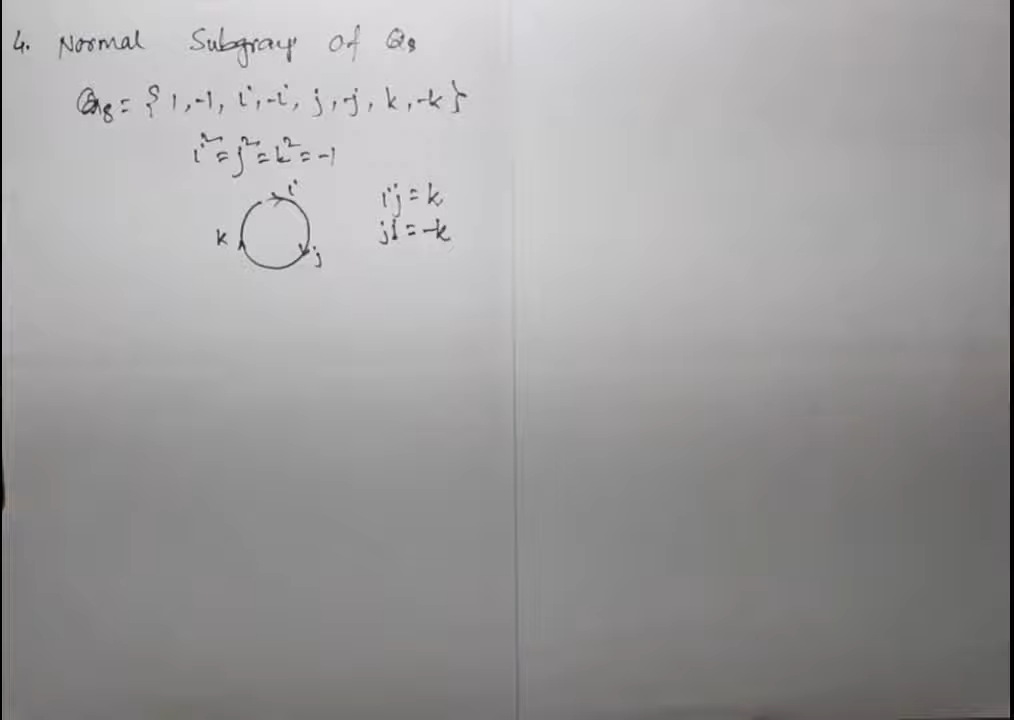 4. Normal Subgroup of Q₈
Q₈ = { 1, -1, i, -i, j, -j, k, -k }
i² = j² = k² = -1
i
ij = k
k
ji = -k
j